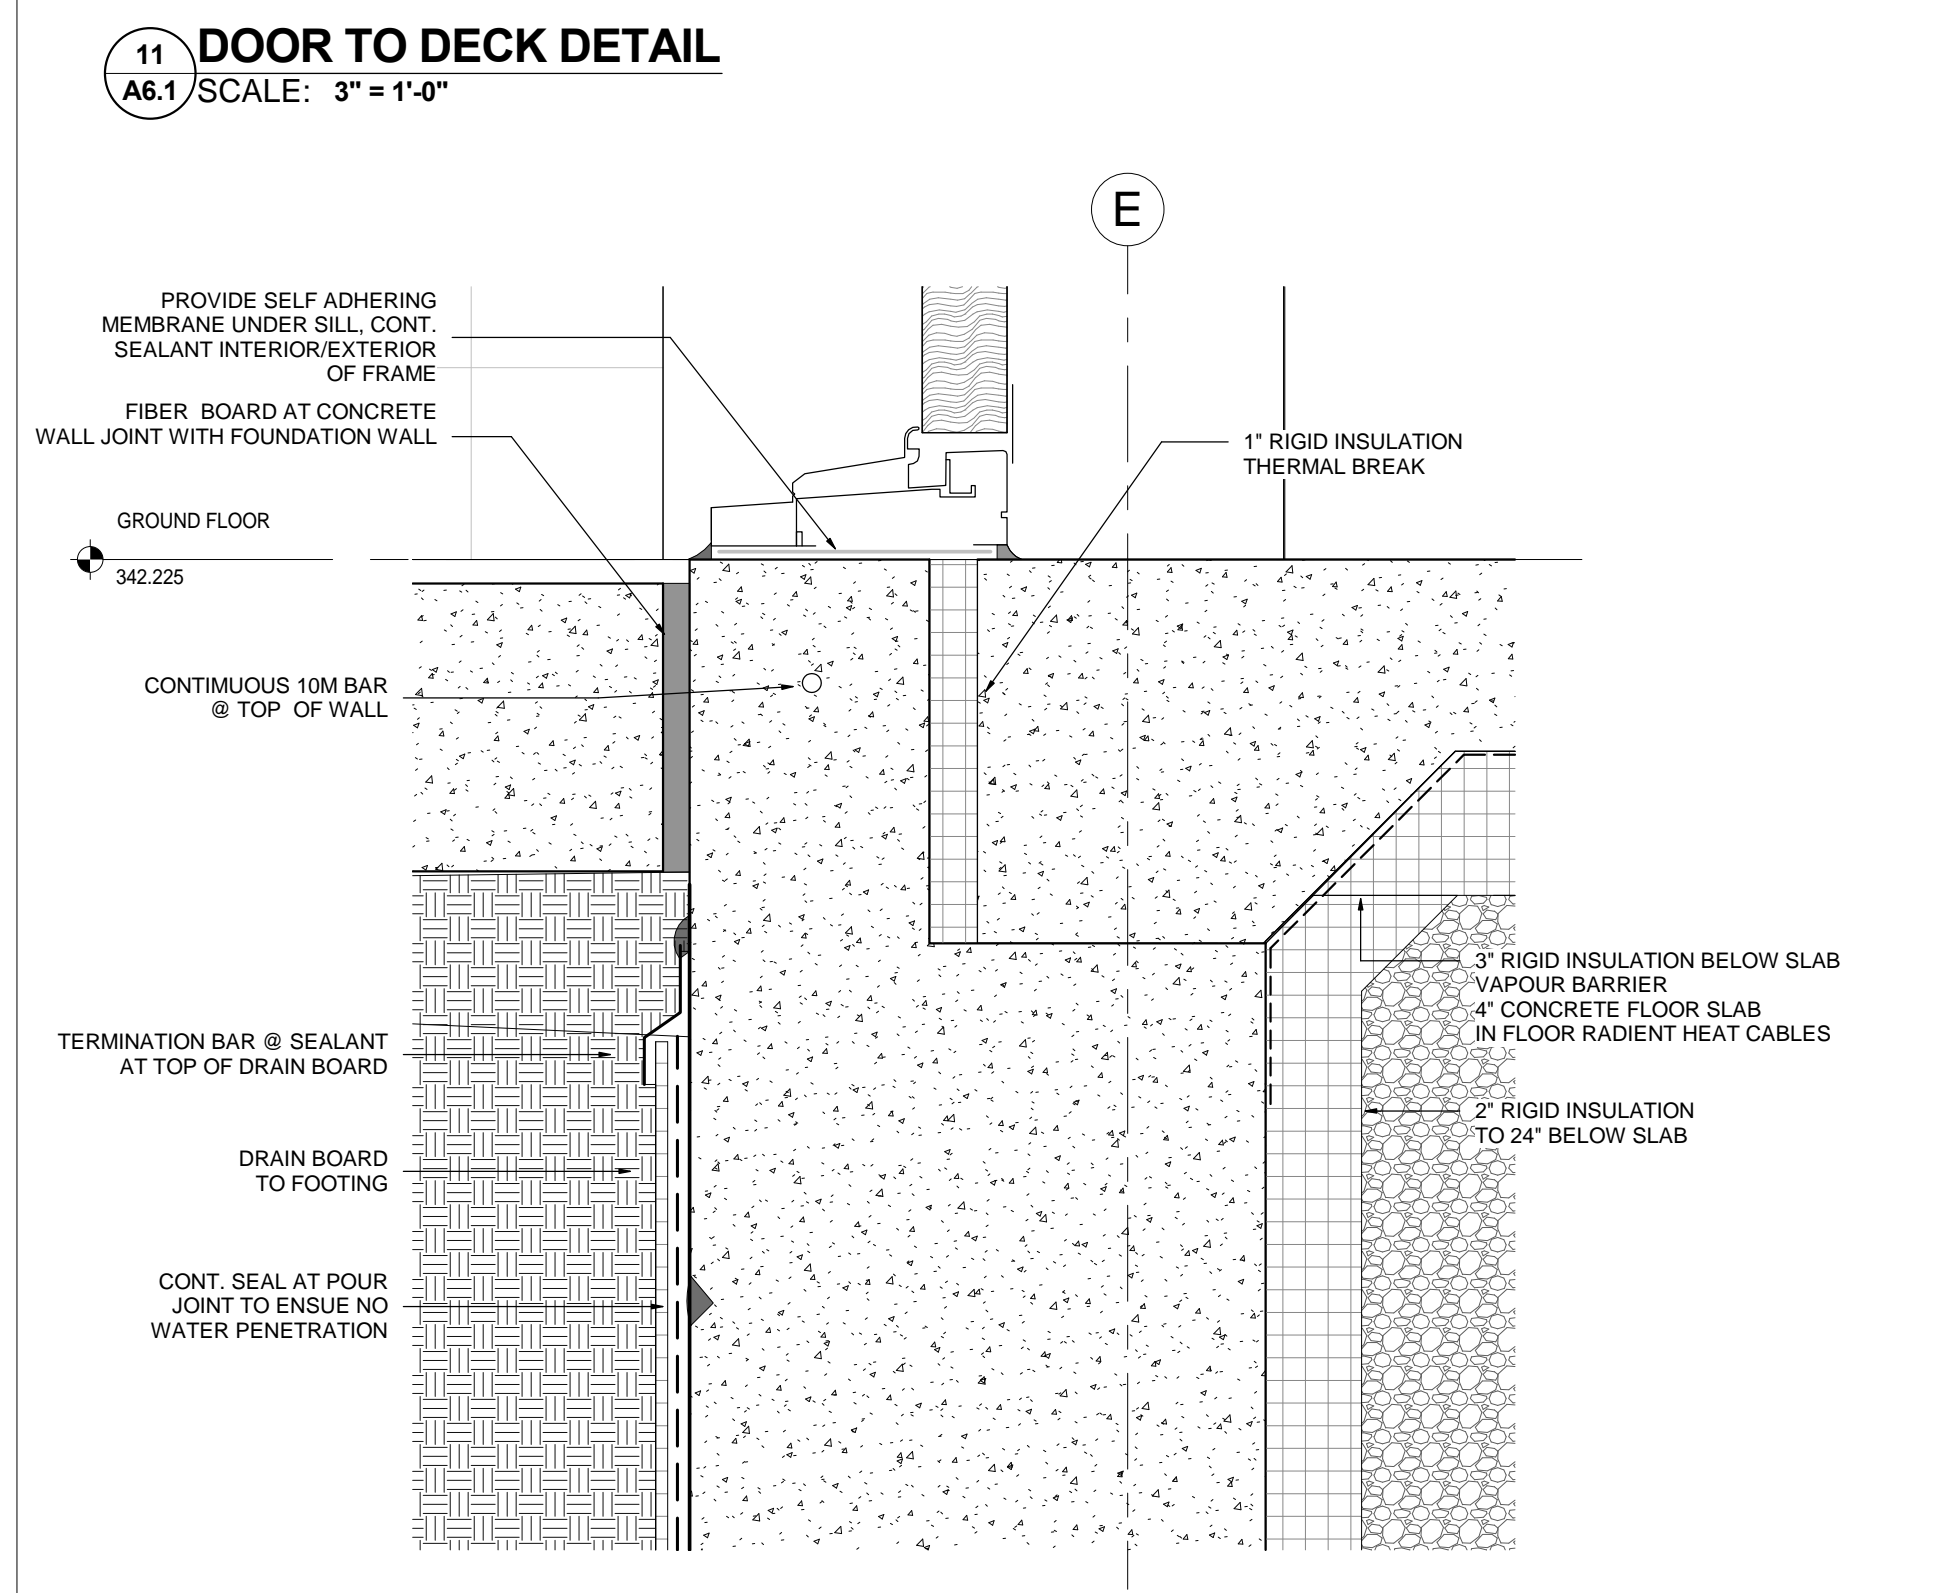 11
A6.1
DOOR TO DECK DETAIL
SCALE: 3" = 1'-0"
E
PROVIDE SELF ADHERING
MEMBRANE UNDER SILL, CONT.
SEALANT INTERIOR/EXTERIOR
OF FRAME
FIBER BOARD AT CONCRETE
WALL JOINT WITH FOUNDATION WALL
1" RIGID INSULATION
THERMAL BREAK
GROUND FLOOR
342.225
CONTIMUOUS 10M BAR
@ TOP OF WALL
3" RIGID INSULATION BELOW SLAB
VAPOUR BARRIER
4" CONCRETE FLOOR SLAB
IN FLOOR RADIENT HEAT CABLES
TERMINATION BAR @ SEALANT
AT TOP OF DRAIN BOARD
2" RIGID INSULATION
TO 24" BELOW SLAB
DRAIN BOARD
TO FOOTING
CONT. SEAL AT POUR
JOINT TO ENSUE NO
WATER PENETRATION